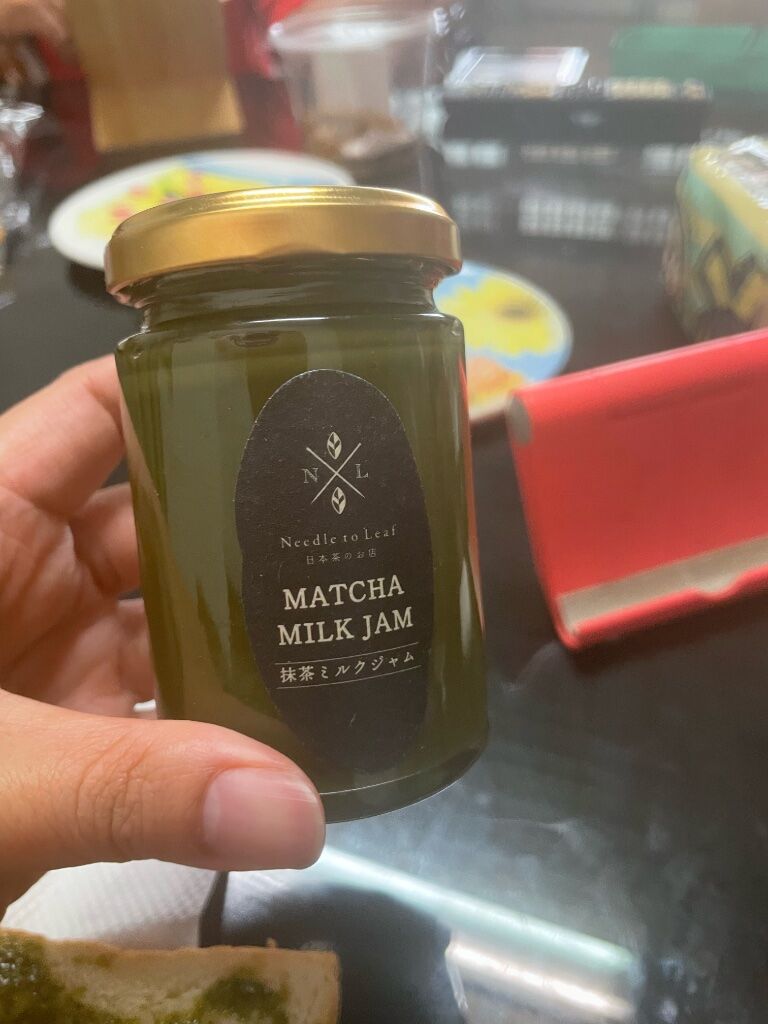 N L
Needle to Leaf
日本茶のお店
MATCHA
MILK JAM
抹茶ミルクジャム